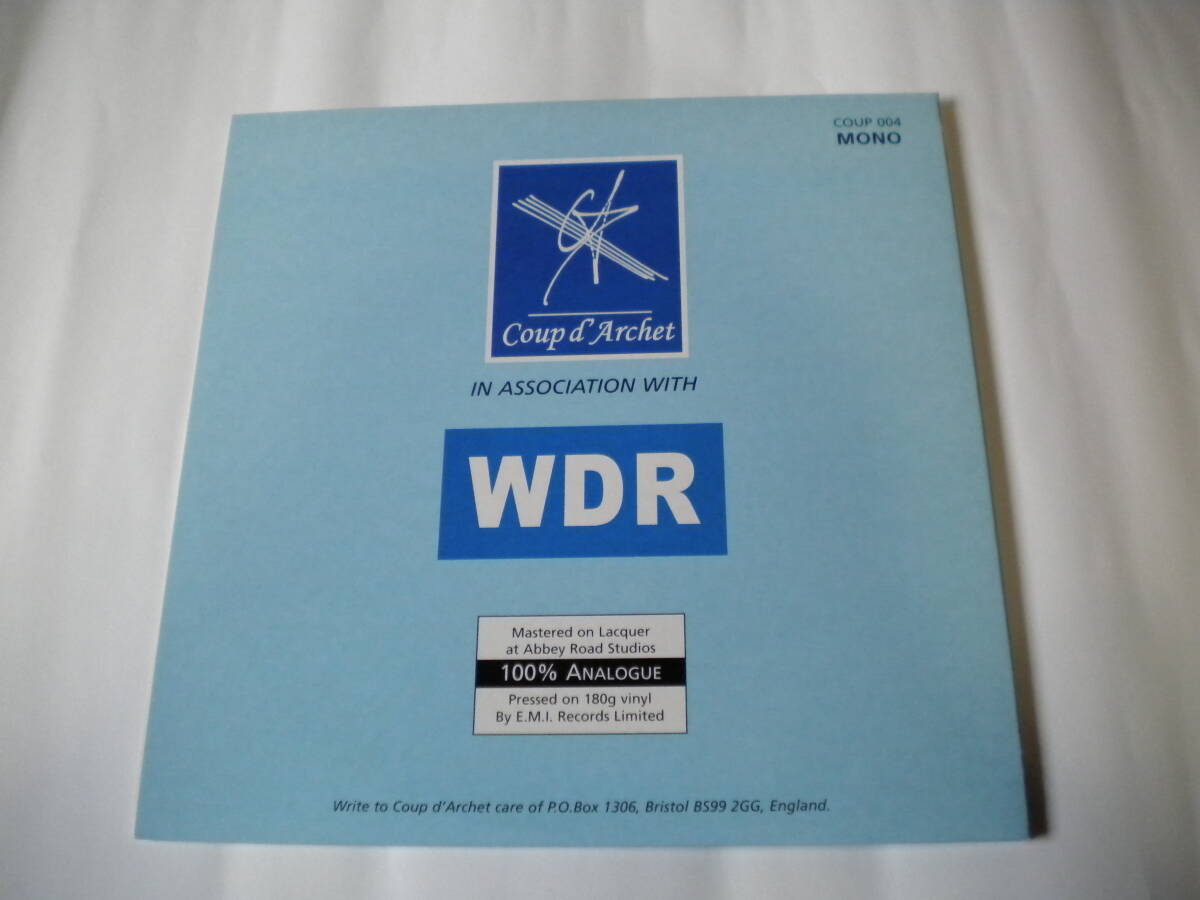 COUP 004
MONO
Coup d'Archet
IN ASSOCIATION WITH
WDR
Mastered on Lacquer
at Abbey Road Studios
100% ANALOGUE
Pressed on 180g vinyl
By E.M.I. Records Limited
Write to Coup d'Archet care of P.O.Box 1306, Bristol BS99 2GG, England.